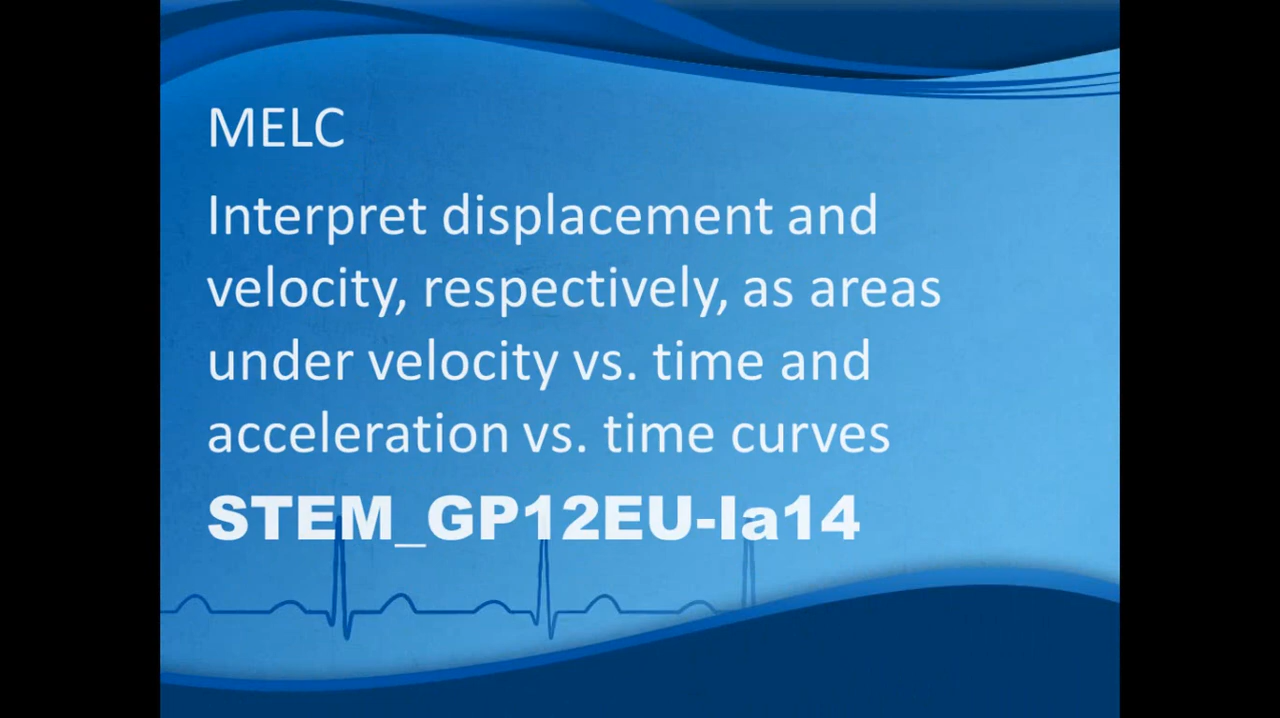 MELC
Interpret displacement and
velocity, respectively, as areas
under velocity vs. time and
acceleration vs. time curves
STEM_GP12EU-Ia14